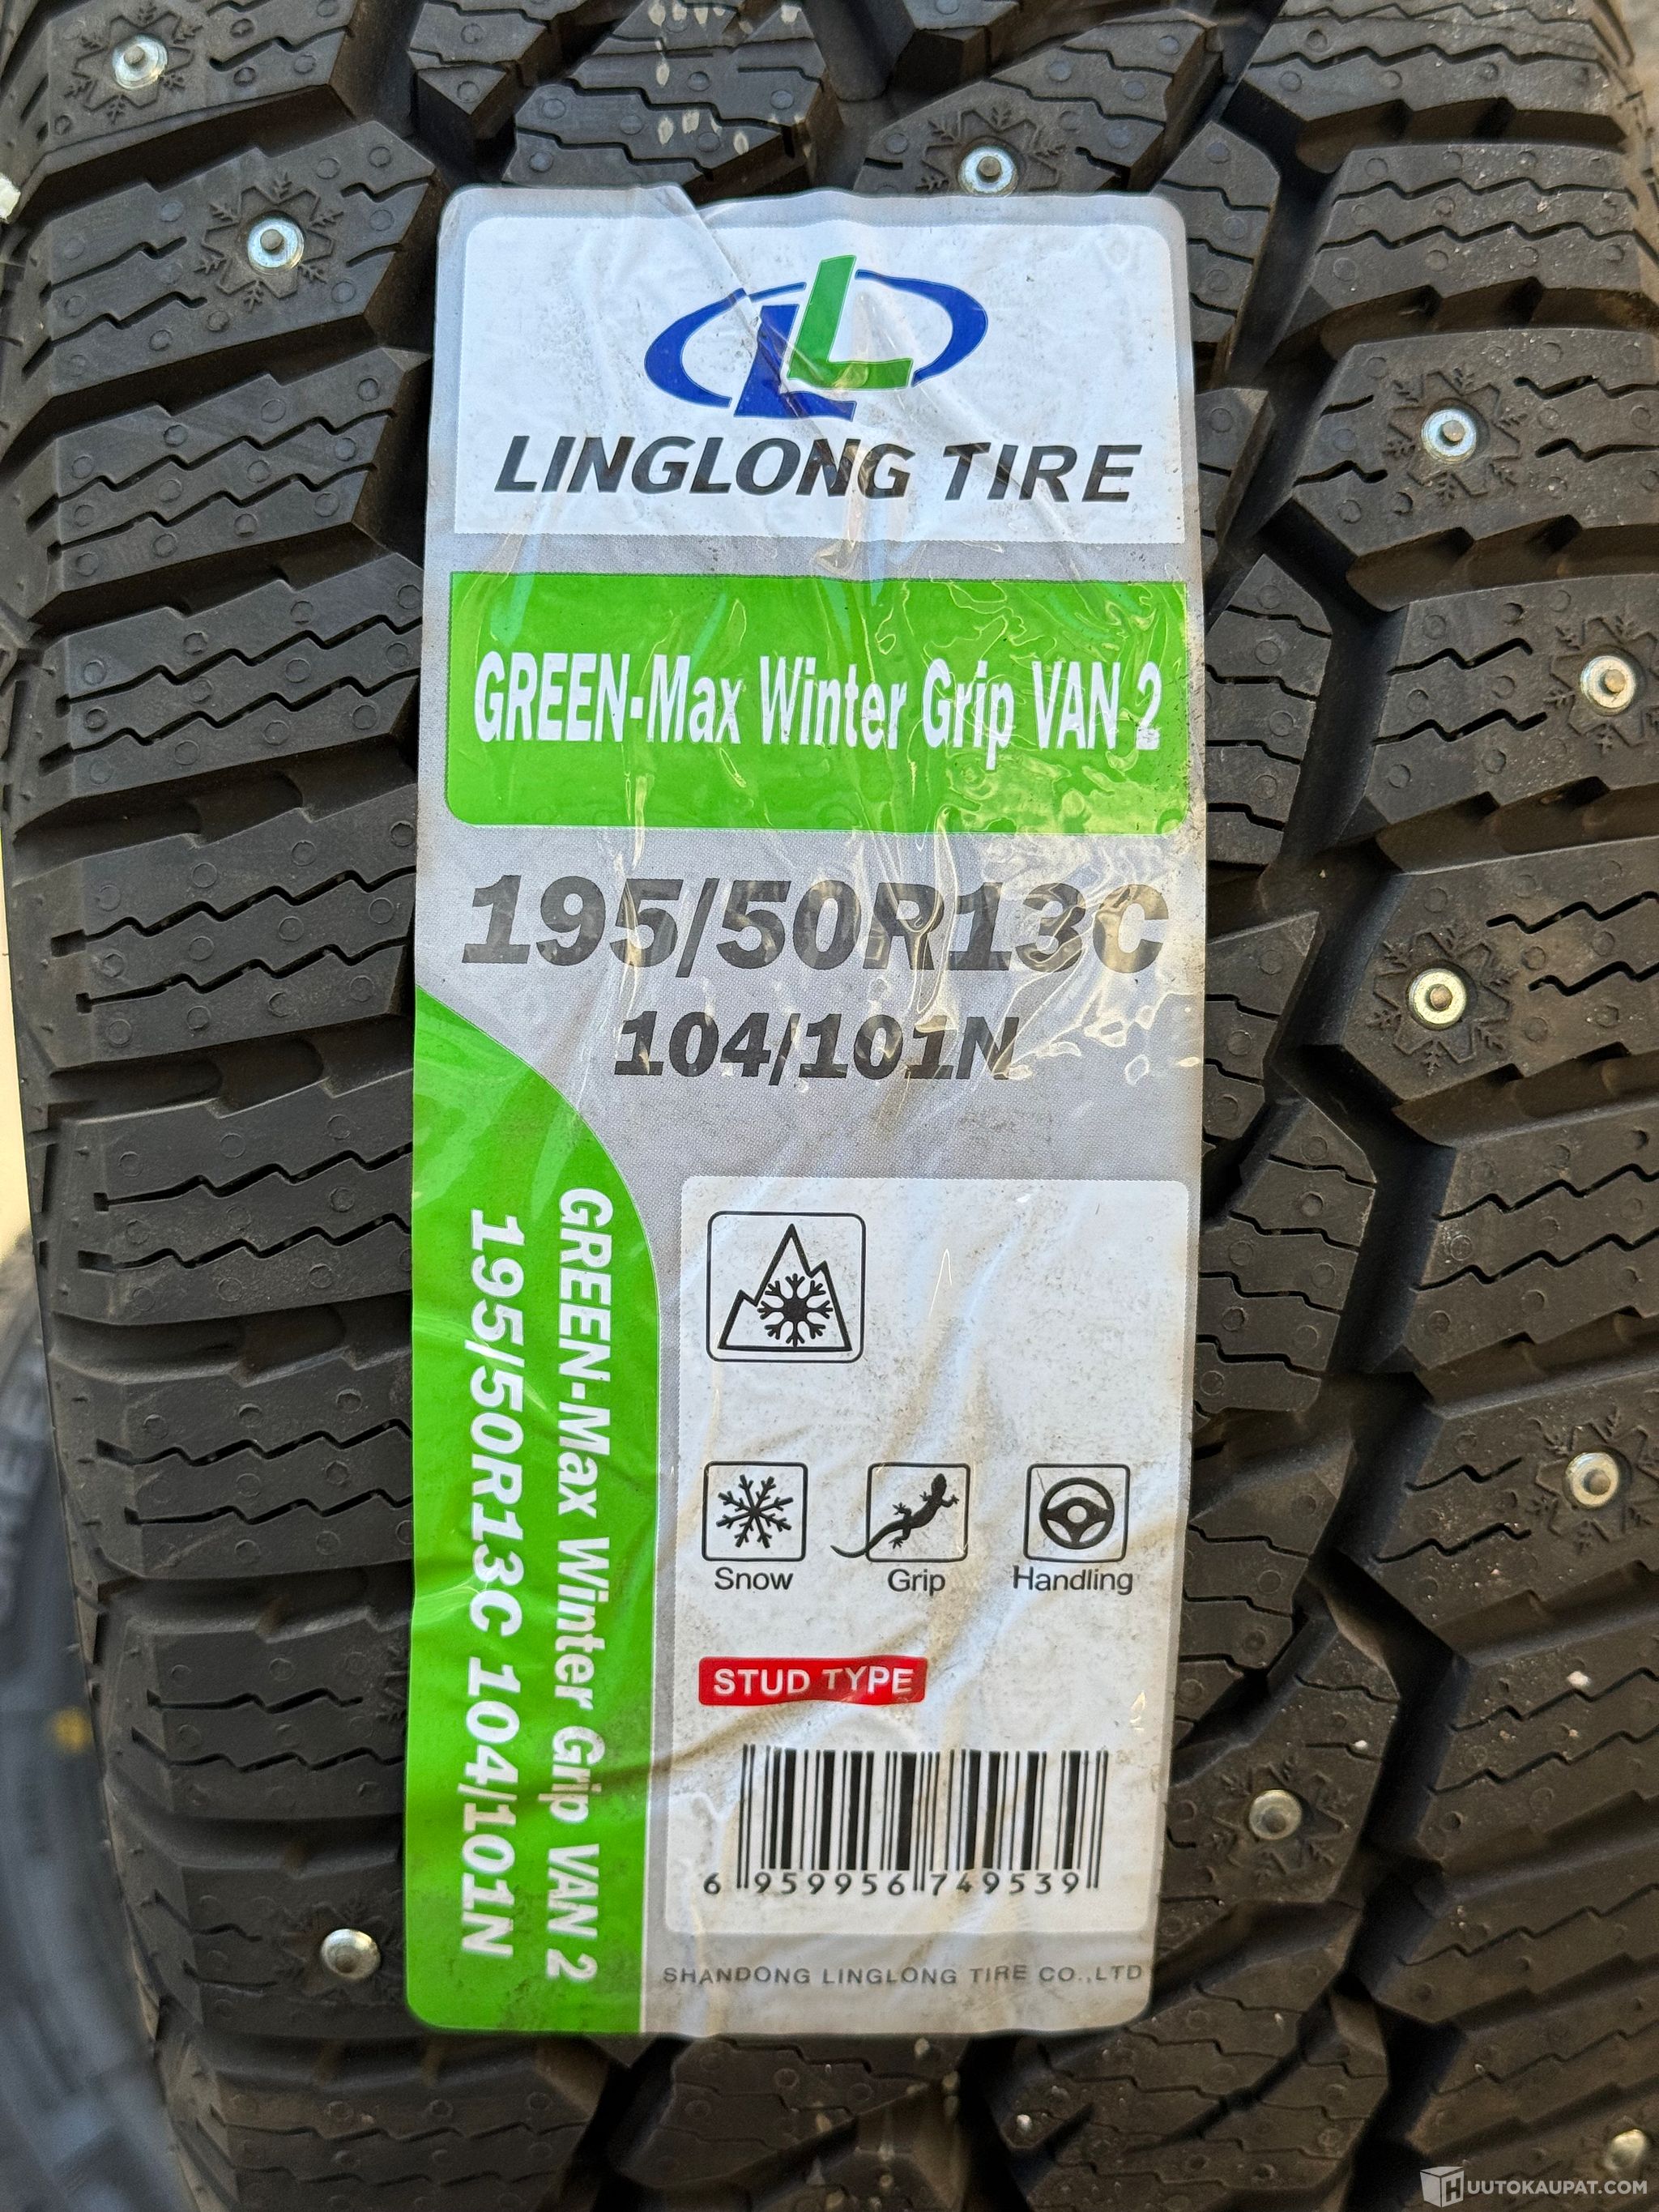 LINGLONG TIRE
GREEN-Max Winter Grip VAN 2
195/50R13C
104/101N
GREEN-Max Winter Grip VAN 2
195/50R13C 104/101N
Snow Grip Handling
STUD TYPE
6 959956 749539
SHANDONG LINGLONG TIRE CO.,LTD
HUUTOKAUPAT.COM